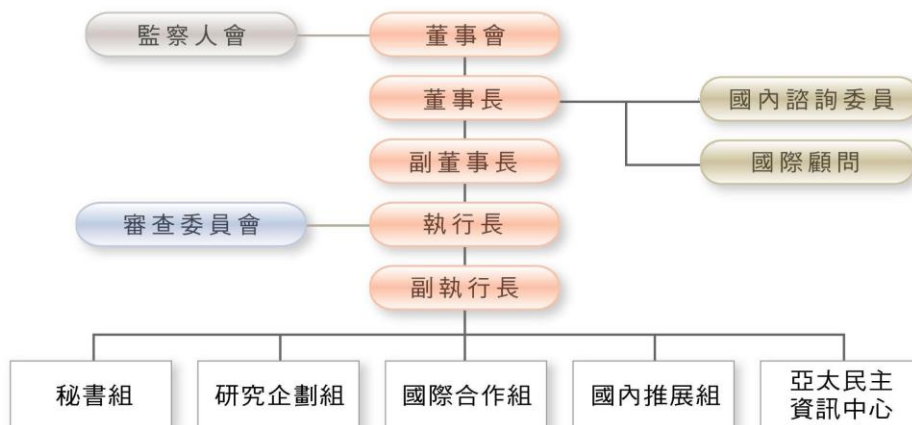 監察人會
董事會
董事長
國內諮詢委員
副董事長
國際顧問
審查委員會
執行長
副執行長
秘書組
研究企劃組
國際合作組
國內推展組
亞太民主
資訊中心